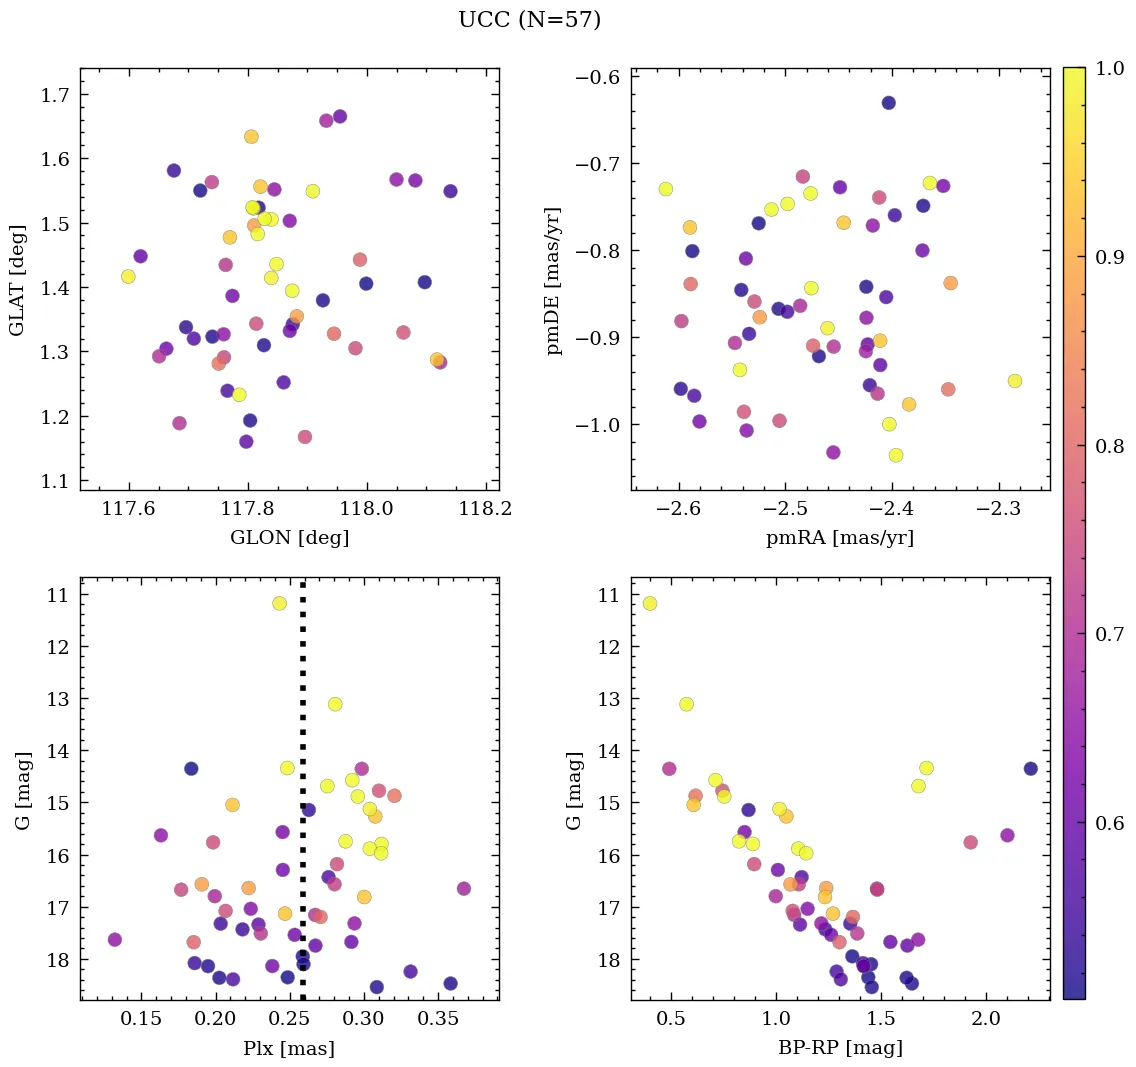 UCC (N=57)
1.7
1.6
1.5
1.4
1.3
1.2
1.1
GLAT [deg]
117.6 117.8 118.0 118.2
GLON [deg]
−0.6
−0.7
−0.8
−0.9
−1.0
pmDE [mas/yr]
−2.6 −2.5 −2.4 −2.3
pmRA [mas/yr]
1.0
0.9
0.8
0.7
0.6
11
12
13
14
15
16
17
18
G [mag]
0.15 0.20 0.25 0.30 0.35
Plx [mas]
11
12
13
14
15
16
17
18
G [mag]
0.5 1.0 1.5 2.0
BP-RP [mag]